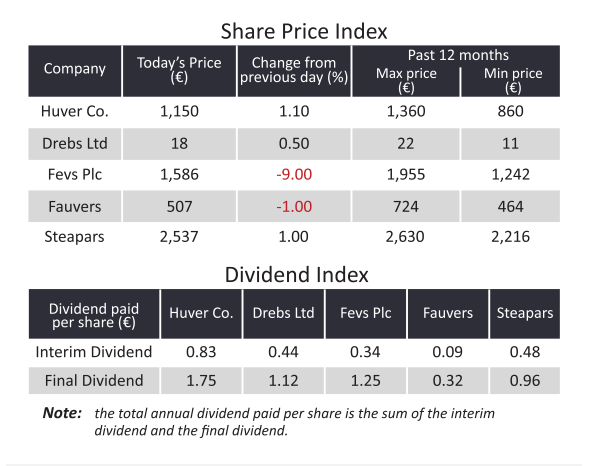 Share Price Index
Company Today's Price (€) Change from previous day (%) Past 12 months Max price (€) Min price (€)
Huver Co. 1,150 1.10 1,360 860
Drebs Ltd 18 0.50 22 11
Fevs Plc 1,586 -9.00 1,955 1,242
Fauvers 507 -1.00 724 464
Steapars 2,537 1.00 2,630 2,216
Dividend Index
Dividend paid per share (€) Huver Co. Drebs Ltd Fevs Plc Fauvers Steapars
Interim Dividend 0.83 0.44 0.34 0.09 0.48
Final Dividend 1.75 1.12 1.25 0.32 0.96
Note: the total annual dividend paid per share is the sum of the interim
dividend and the final dividend.